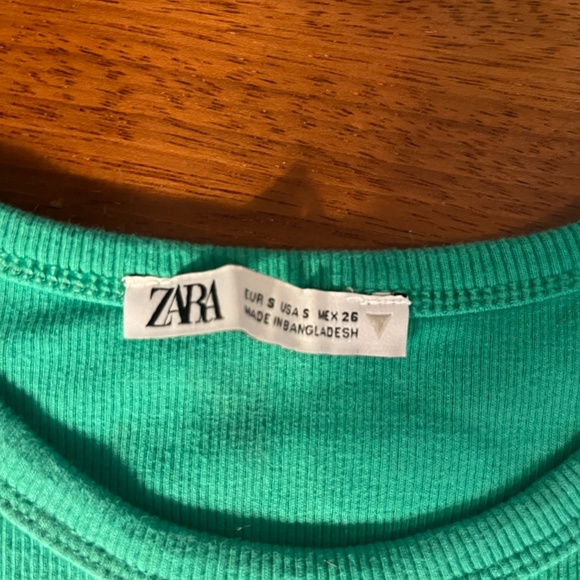 ZARA
EUR S USA S MEX 26
MADE IN BANGLADESH